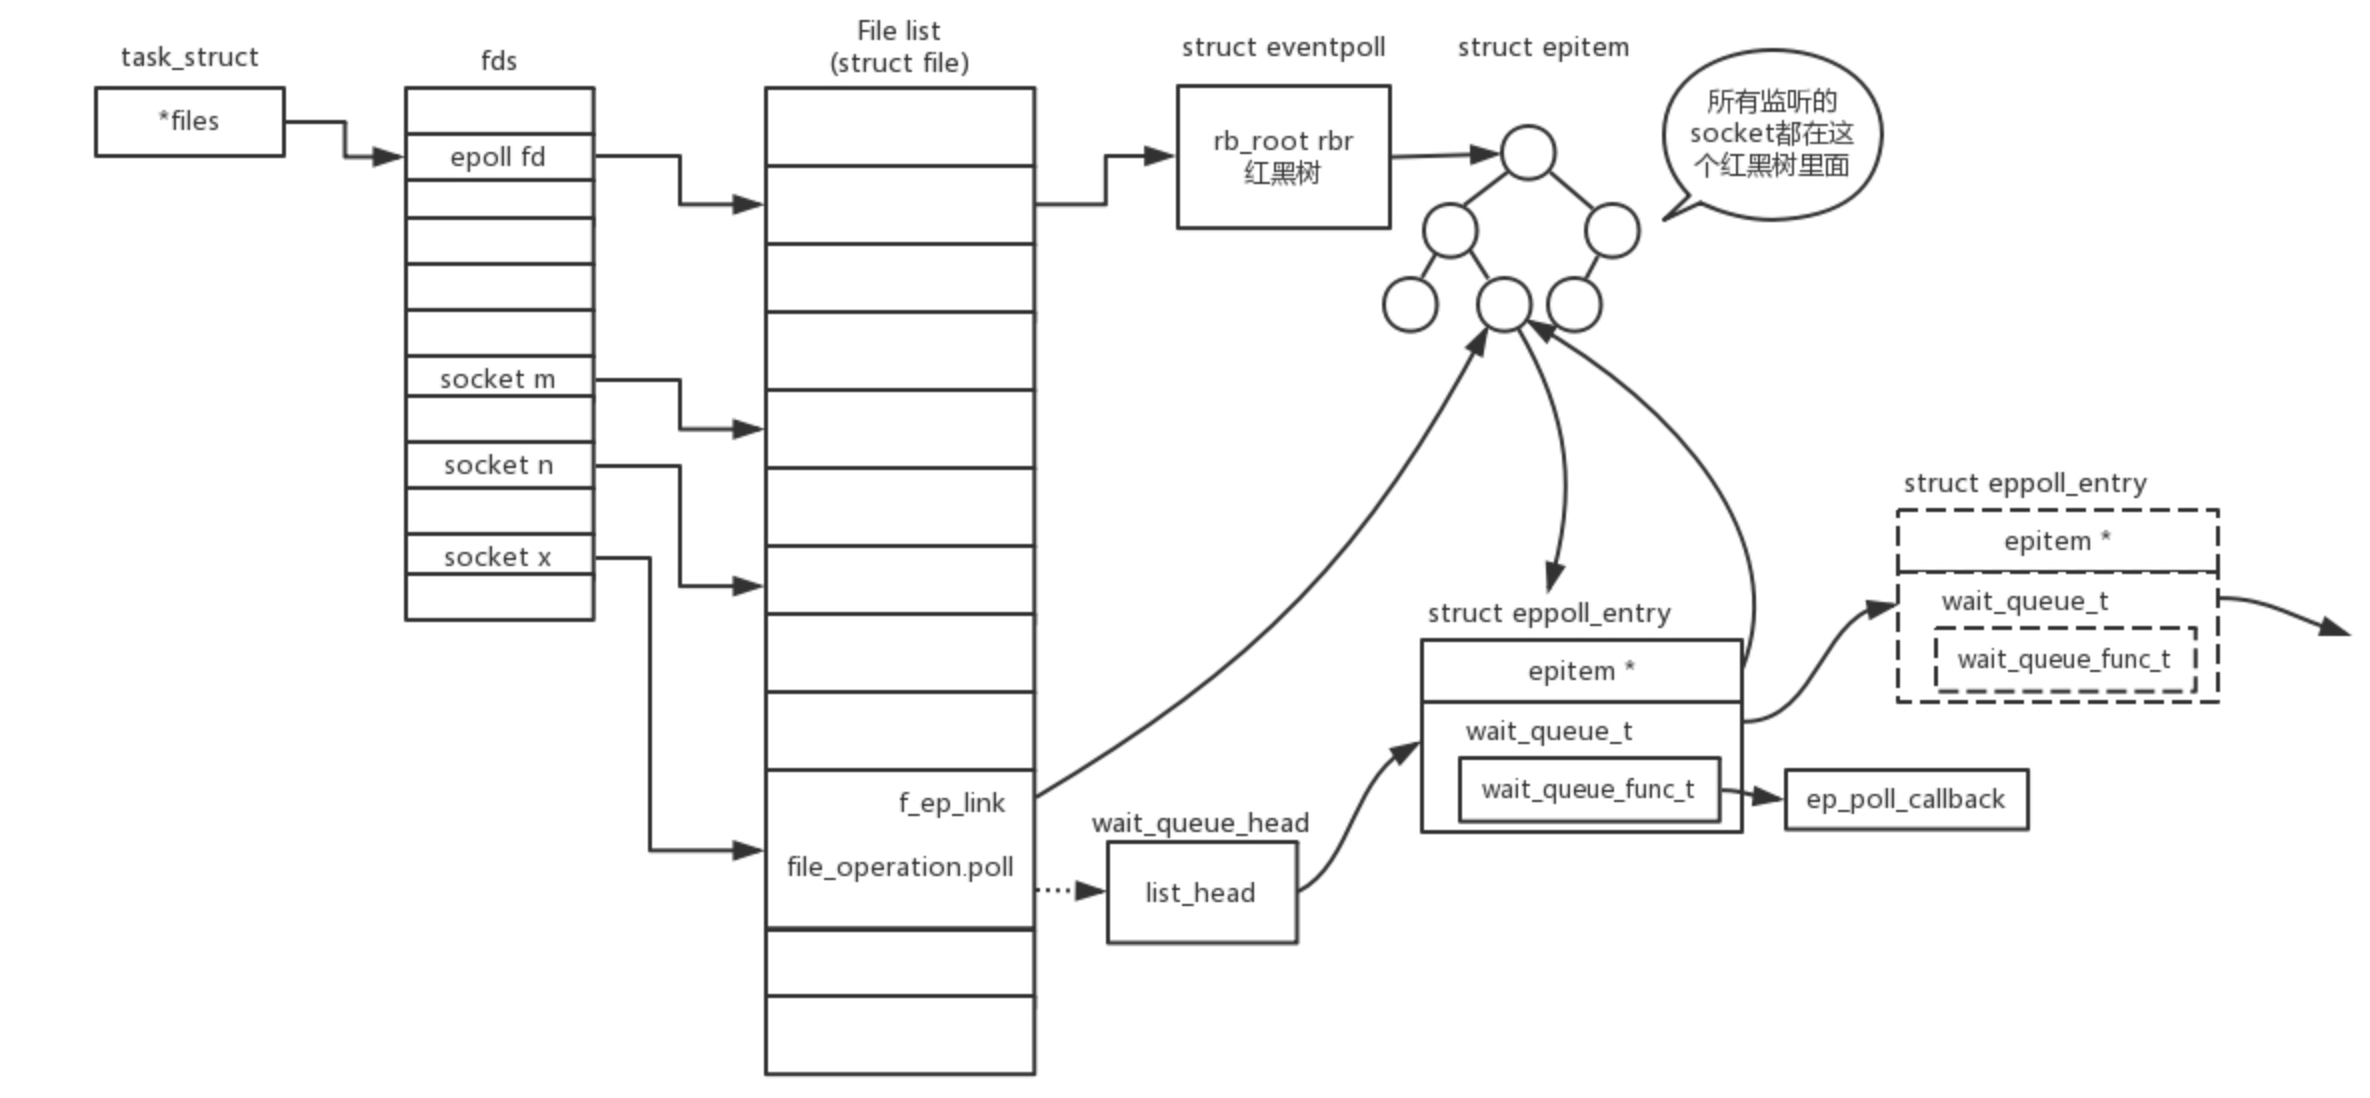 task_struct
*files
fds
epoll fd
socket m
socket n
socket x
File list
(struct file)
f_ep_link
file_operation.poll
struct eventpoll
rb_root rbr
红黑树
struct epitem
所有监听的
socket都在这
个红黑树里面
wait_queue_head
list_head
struct eppoll_entry
epitem *
wait_queue_t
wait_queue_func_t
ep_poll_callback
struct eppoll_entry
epitem *
wait_queue_t
wait_queue_func_t